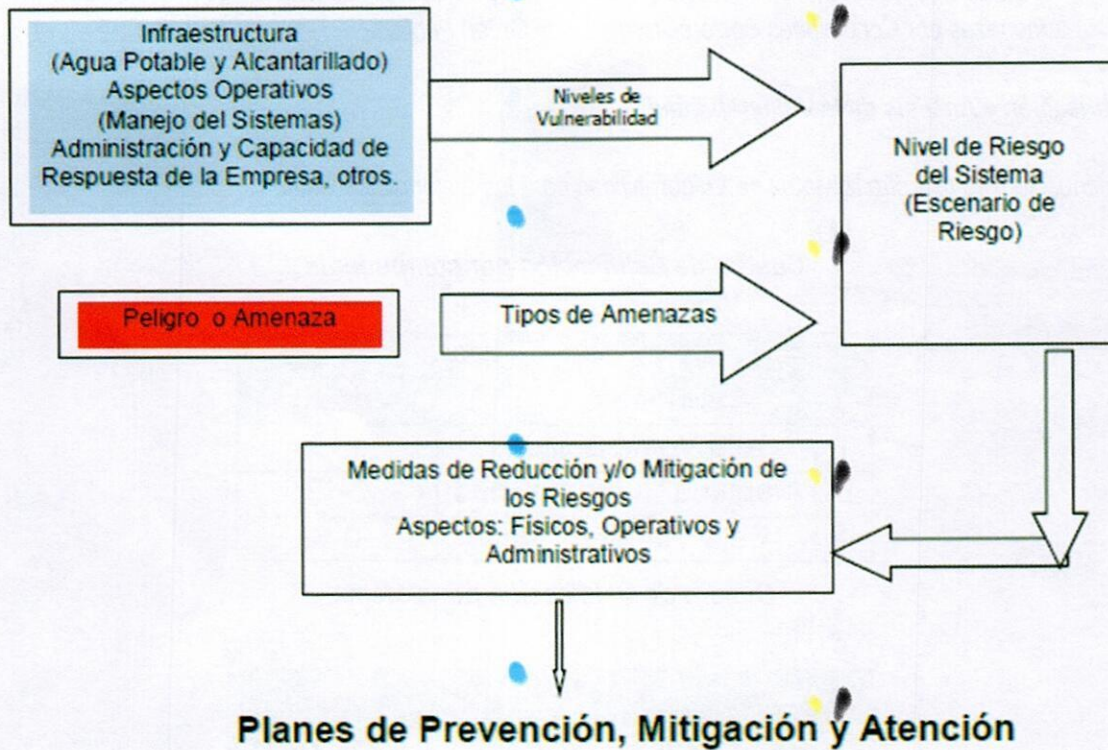 Infraestructura
(Agua Potable y Alcantarillado)
Aspectos Operativos
(Manejo del Sistemas)
Administración y Capacidad de
Respuesta de la Empresa, otros.
Niveles de
Vulnerabilidad
Nivel de Riesgo
del Sistema
(Escenario de
Riesgo)
Peligro o Amenaza
Tipos de Amenazas
Medidas de Reducción y/o Mitigación de
los Riesgos
Aspectos: Físicos, Operativos y
Administrativos
Planes de Prevención, Mitigación y Atención